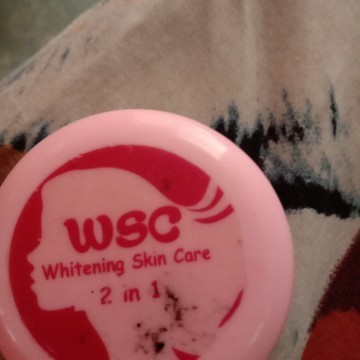 WSC
Whitening Skin Care
2 in 1